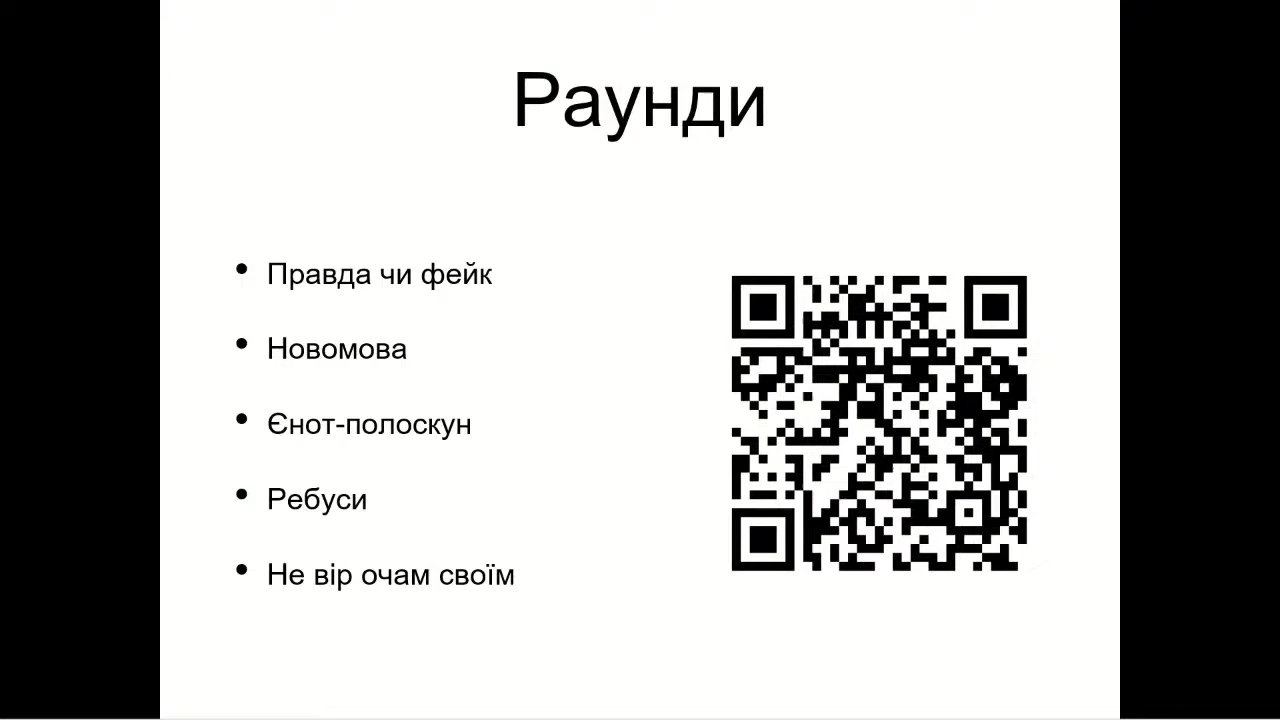 Раунди
• Правда чи фейк
• Новомова
• Єнот-полоскун
• Ребуси
• Не вір очам своїм